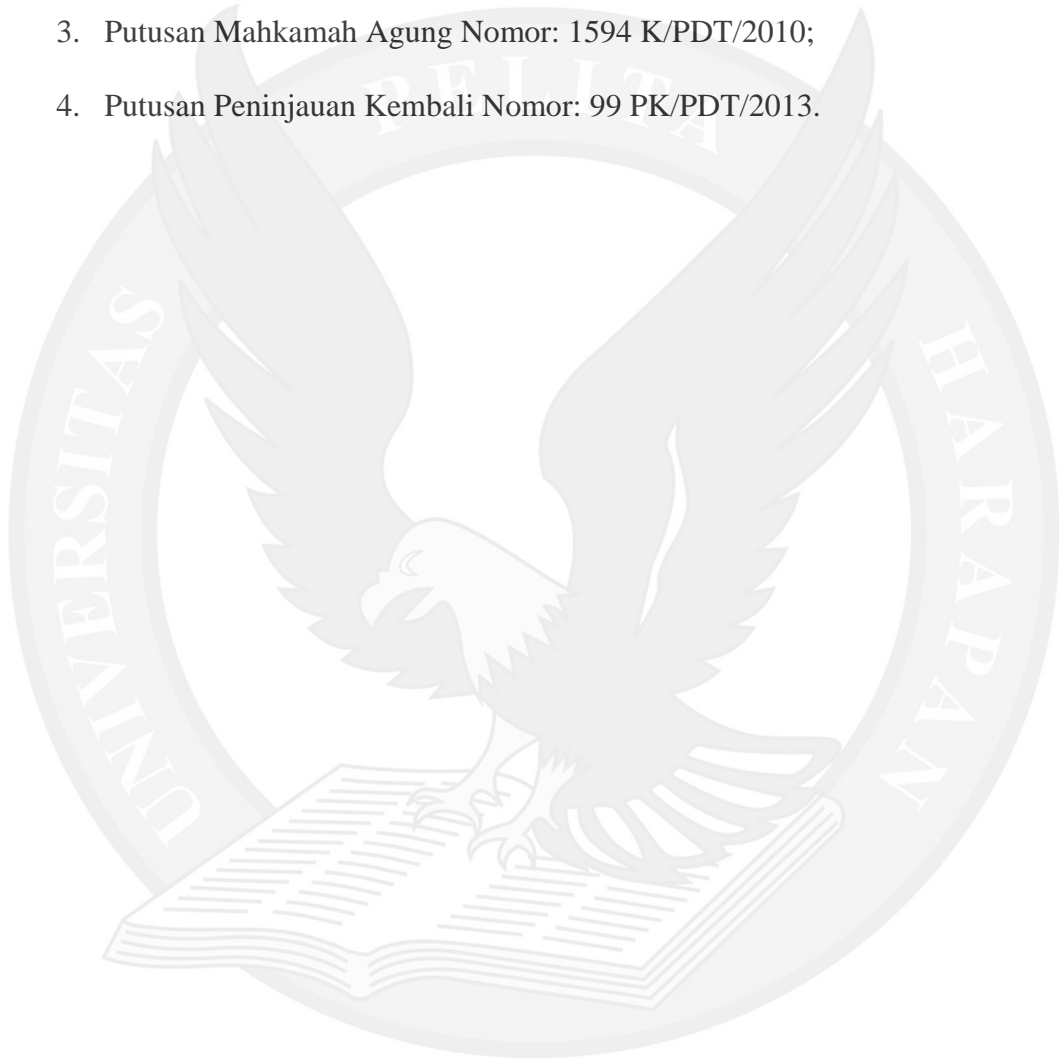 3. Putusan Mahkamah Agung Nomor: 1594 K/PDT/2010;
4. Putusan Peninjauan Kembali Nomor: 99 PK/PDT/2013.
UNIVERSITAS PELITA HARAPAN